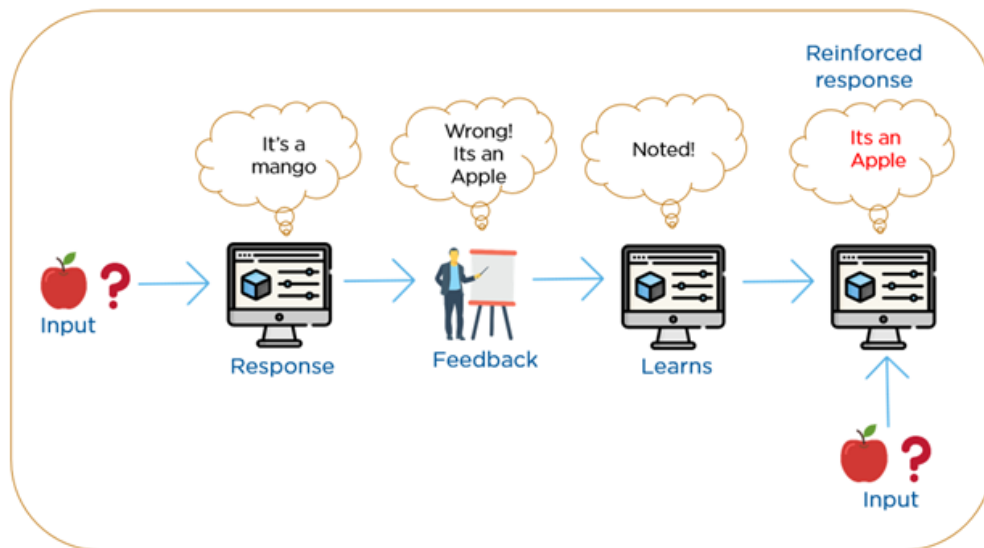 Reinforced
response
It's a
mango
Wrong!
Its an
Apple
Noted!
Its an
Apple
Input
Response
Feedback
Learns
Input